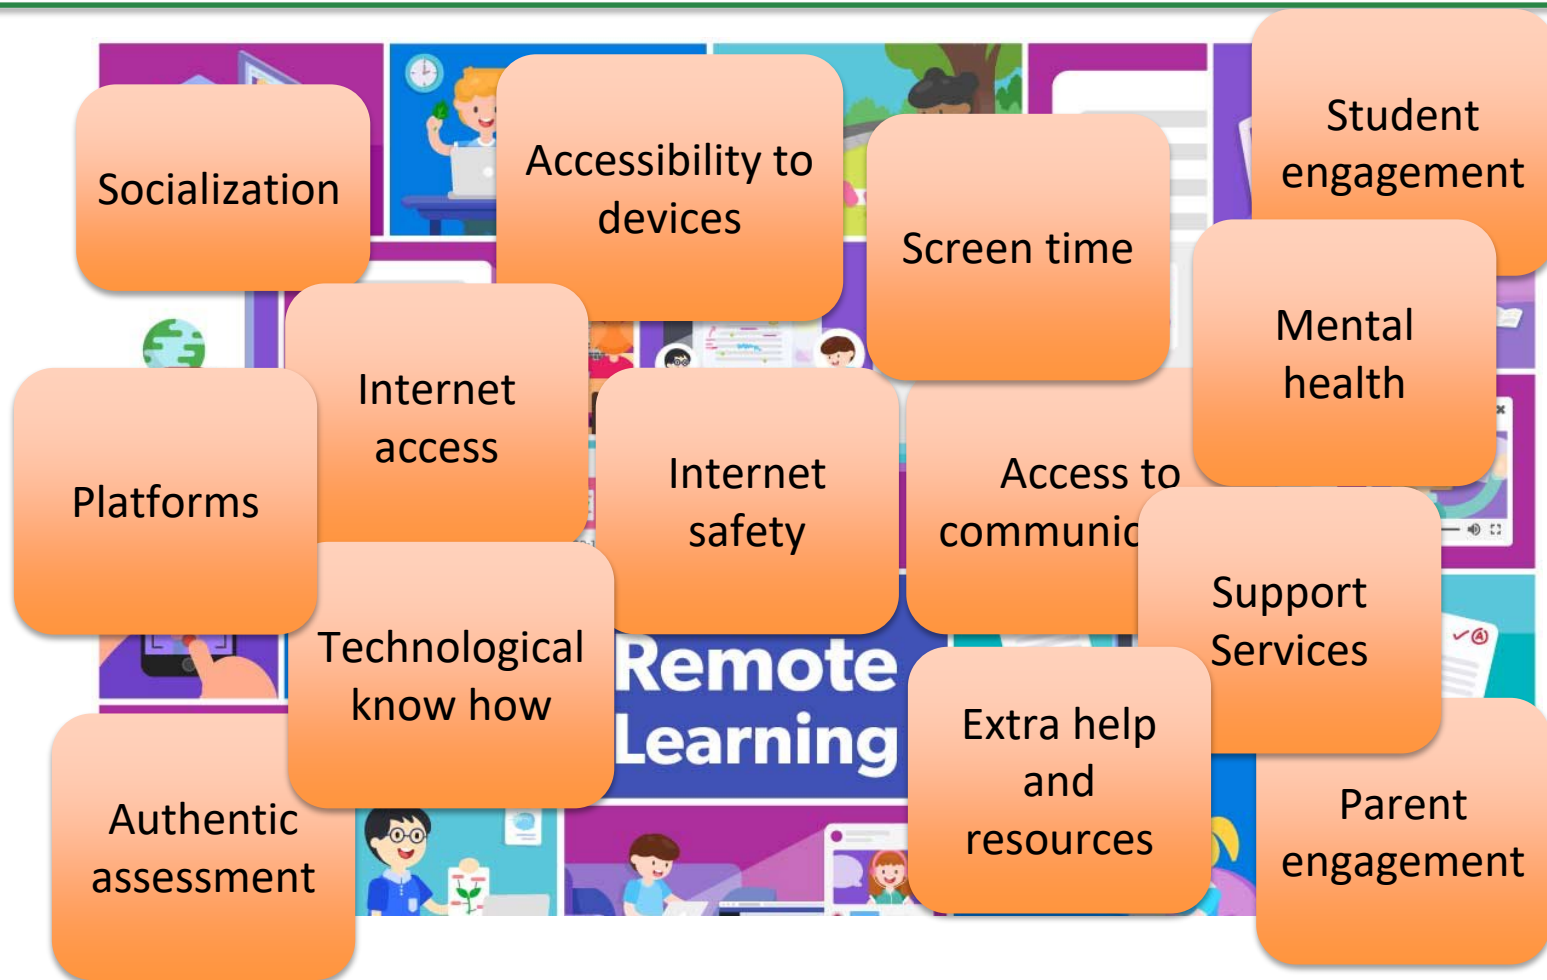 Socialization
Accessibility to
devices
Screen time
Student
engagement
Mental
health
Internet
access
Platforms
Internet
safety
Access to
Support
Services
Technological
know how
Remote
Learning
Extra help
and
resources
Authentic
assessment
Parent
engagement